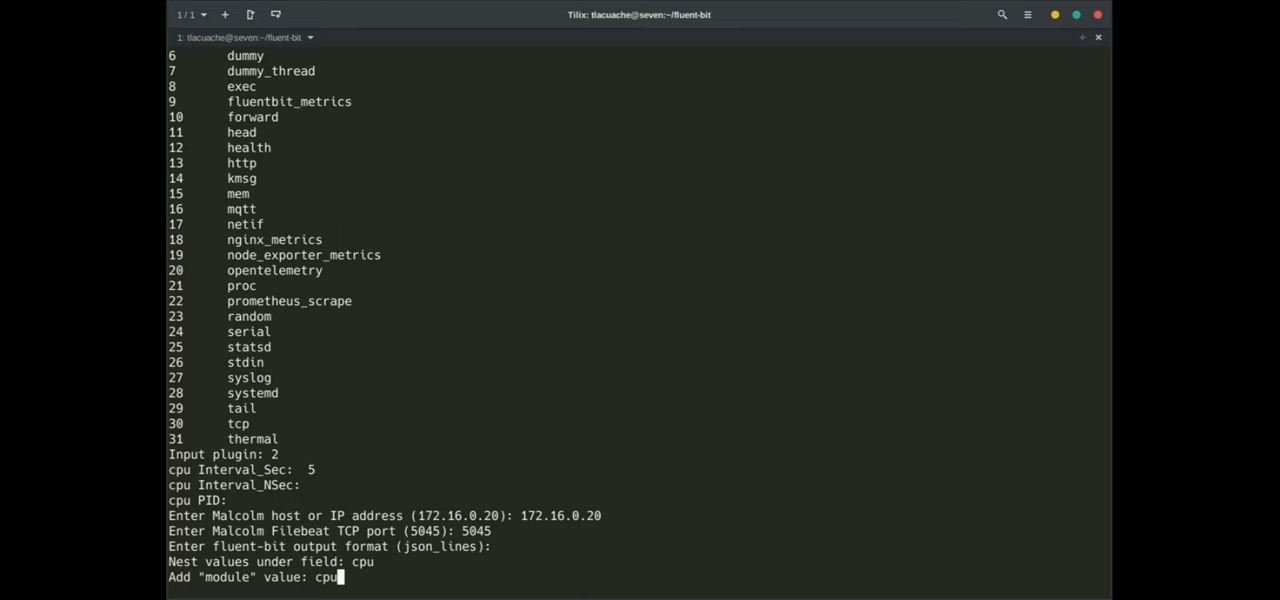 1 / 1
Tilix: tlacuache@seven:~/fluent-bit
1: tlacuache@seven:~/fluent-bit
6 dummy
7 dummy_thread
8 exec
9 fluentbit_metrics
10 forward
11 head
12 health
13 http
14 kmsg
15 mem
16 mqtt
17 netif
18 nginx_metrics
19 node_exporter_metrics
20 opentelemetry
21 proc
22 prometheus_scrape
23 random
24 serial
25 statsd
26 stdin
27 syslog
28 systemd
29 tail
30 tcp
31 thermal
Input plugin: 2
cpu Interval_Sec:  5
cpu Interval_NSec:
cpu PID:
Enter Malcolm host or IP address (172.16.0.20): 172.16.0.20
Enter Malcolm Filebeat TCP port (5045): 5045
Enter fluent-bit output format (json_lines):
Nest values under field: cpu
Add "module" value: cpu